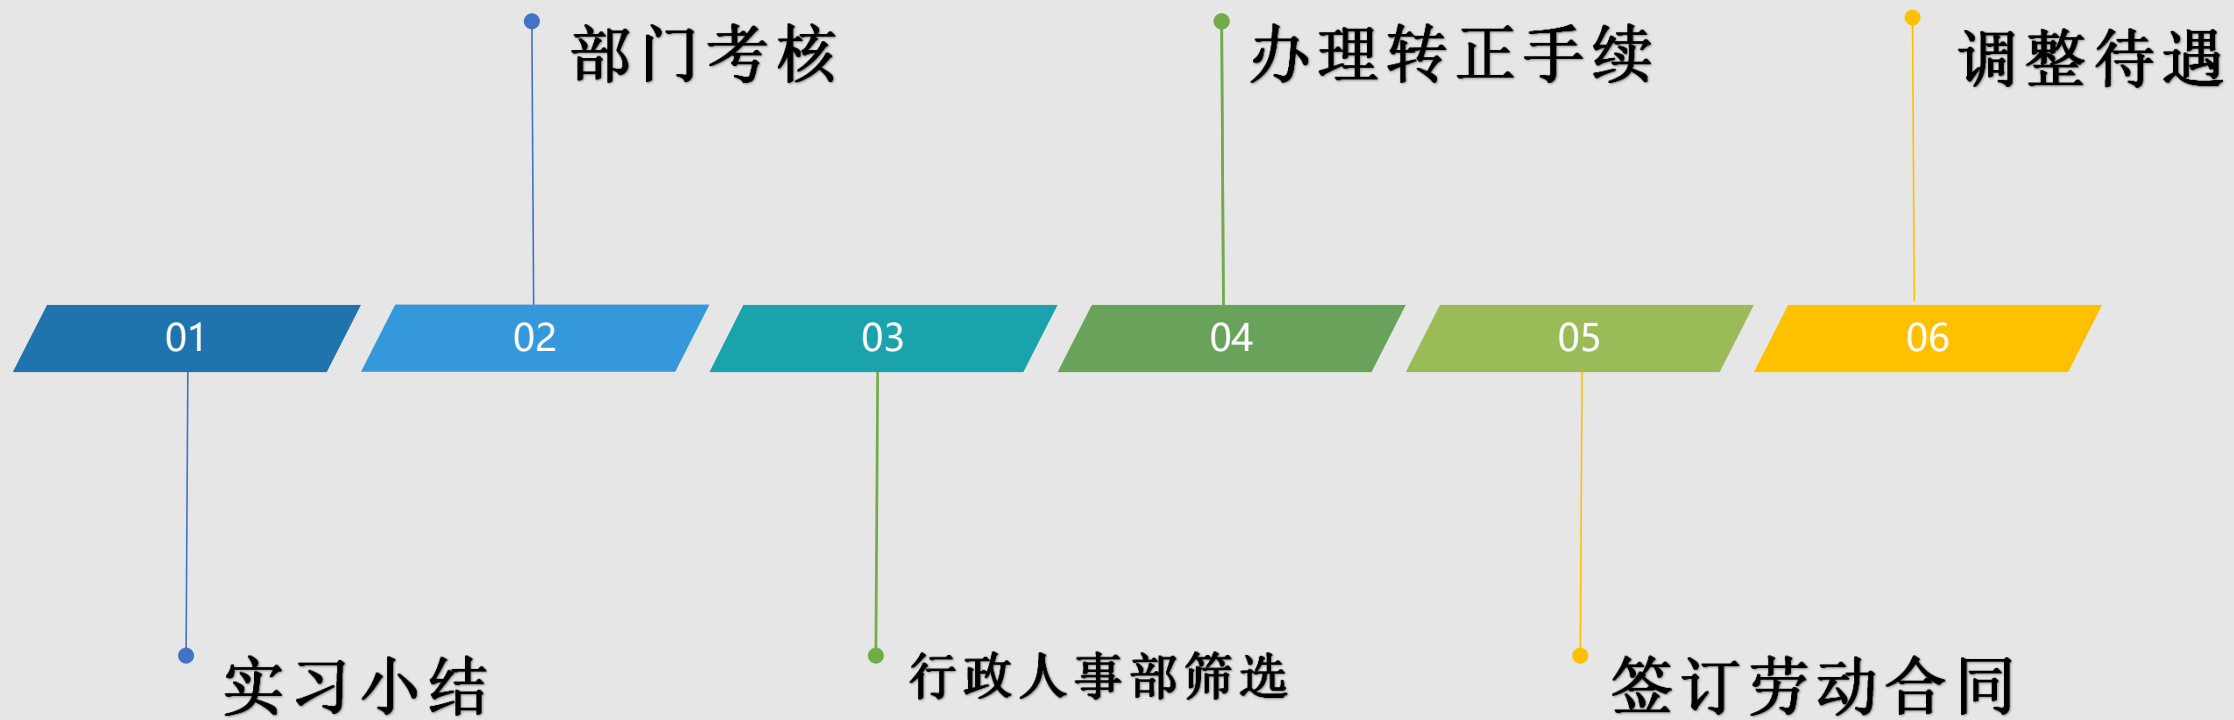 部门考核
办理转正手续
调整待遇
01
02
03
04
05
06
实习小结
行政人事部筛选
签订劳动合同